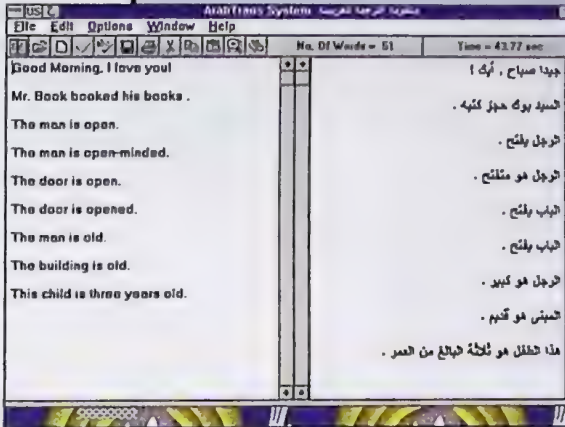 US
ArabTrans System منظومة الترجمة العربية
File Edit Options Window Help
No. Of Words = 51 Time = 43.77 sec
Good Morning, I love you!
Mr. Book booked his books .
The man is open.
The man is open-minded.
The door is open.
The door is opened.
The man is old.
The building is old.
This child is three years old.
جيدا صباح ,
السيد بوك حجز كتبه .
الرجل يفتح .
الرجل هو متفتح .
الباب يفتح .
الباب يفتح .
الرجل هو كبير .
المبنى هو قديم .
هذا الطفل هو ثلاثة البالغ من العمر .